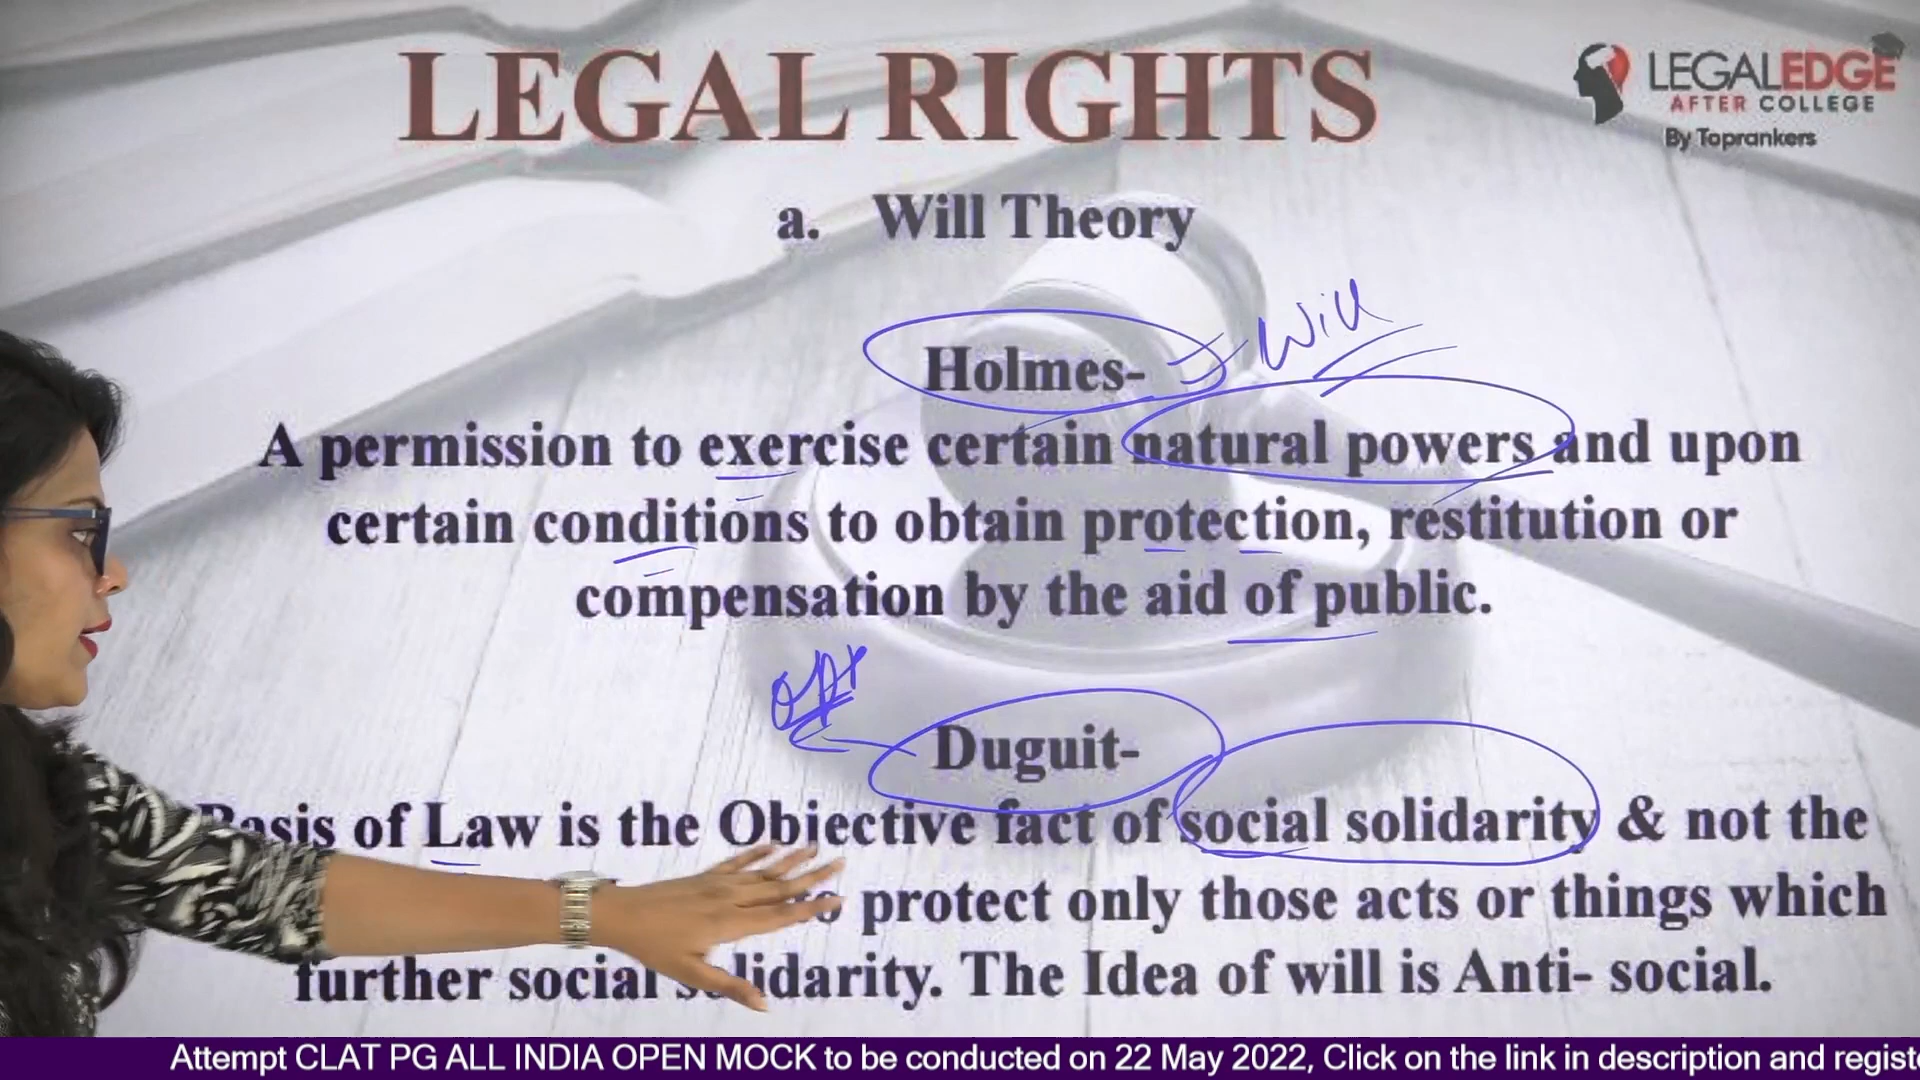 LEGAL RIGHTS
LEGALEDGE
AFTER COLLEGE
By Toprankers
a. Will Theory
Will
Holmes-
A permission to exercise certain natural powers and upon
certain conditions to obtain protection, restitution or
compensation by the aid of public.
Duguit-
Basis of Law is the Objective fact of social solidarity & not the
protect only those acts or things which
further social solidarity. The Idea of will is Anti- social.
Attempt CLAT PG ALL INDIA OPEN MOCK to be conducted on 22 May 2022, Click on the link in description and registe